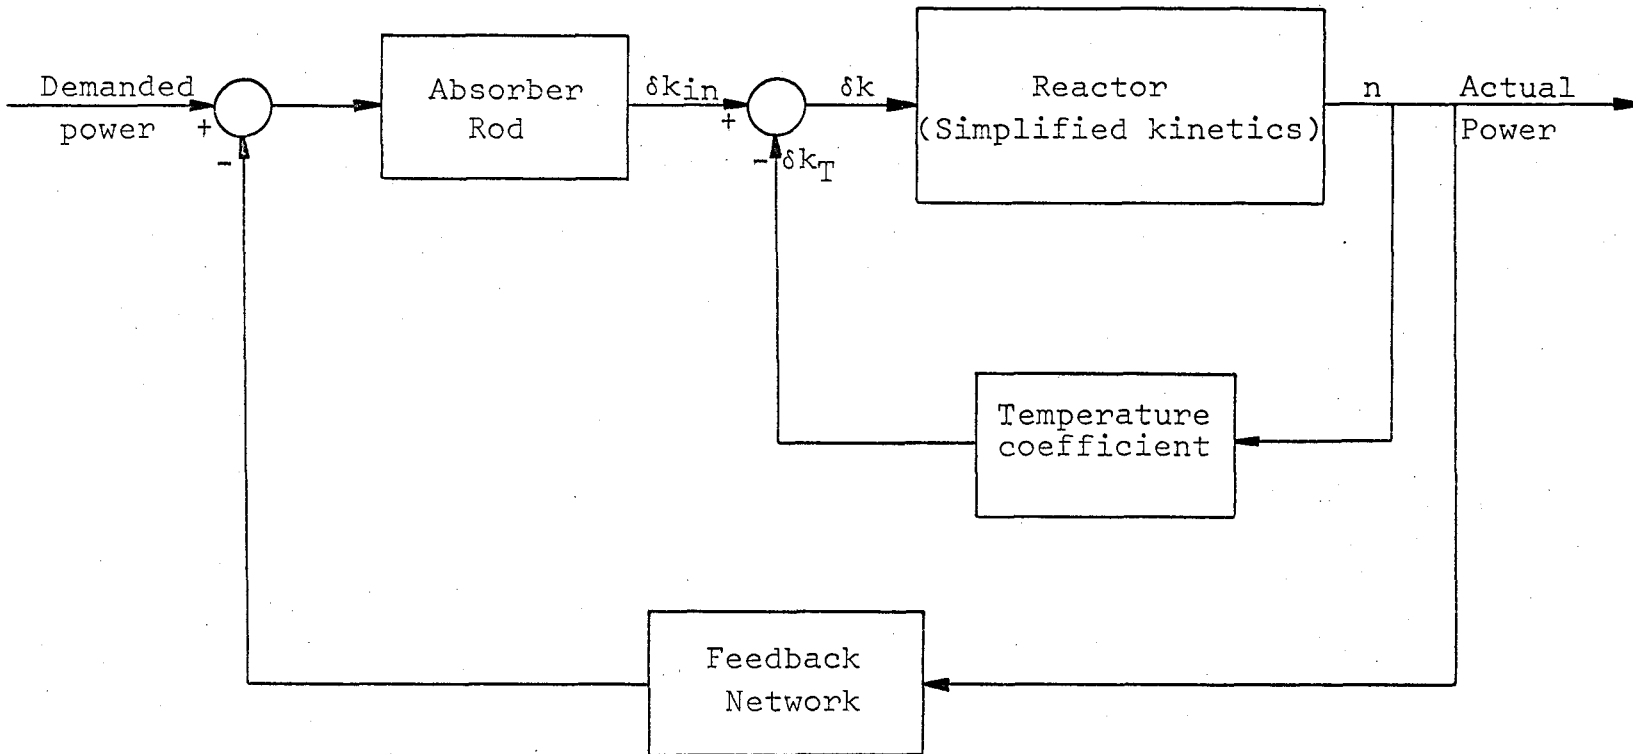 Demanded
power
+
-
Absorber
Rod
δkin
+
- δkT
δk
Reactor
(Simplified kinetics)
n
Actual
Power
Temperature
coefficient
Feedback
Network